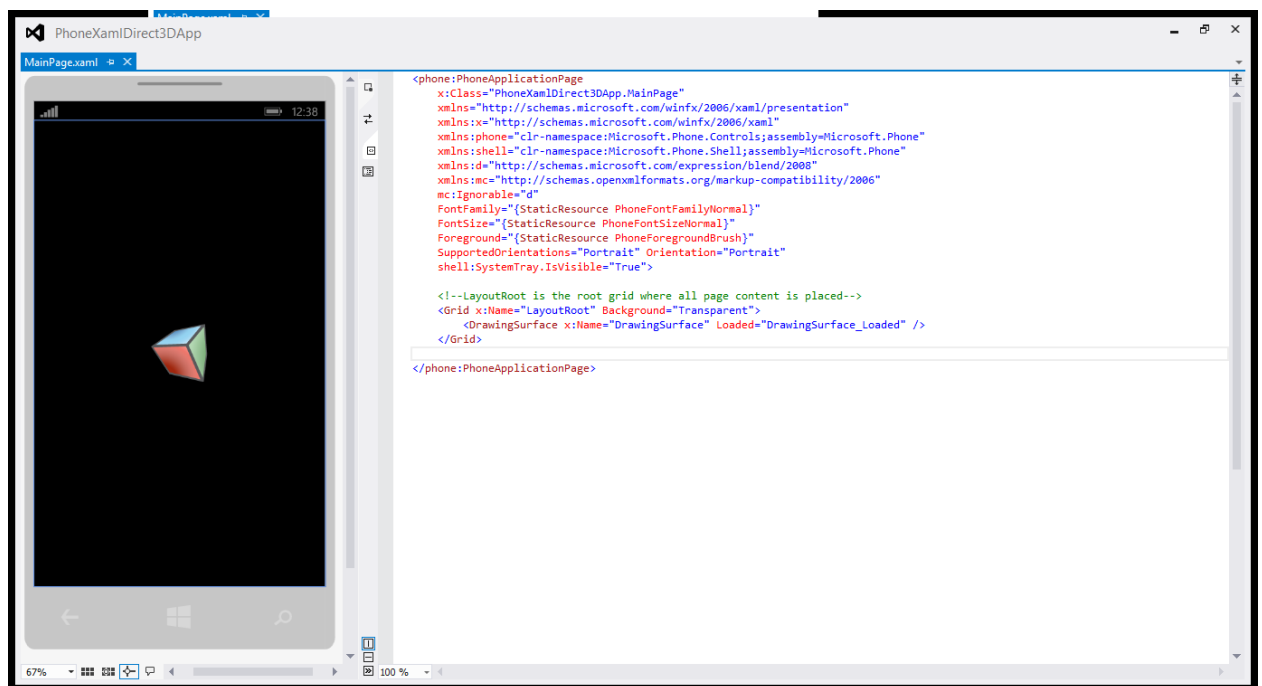 MainPage.xaml
PhoneXamlDirect3DApp
MainPage.xaml
12:38
<phone:PhoneApplicationPage
x:Class="PhoneXamlDirect3DApp.MainPage"
xmlns="http://schemas.microsoft.com/winfx/2006/xaml/presentation"
xmlns:x="http://schemas.microsoft.com/winfx/2006/xaml"
xmlns:phone="clr-namespace:Microsoft.Phone.Controls;assembly=Microsoft.Phone"
xmlns:shell="clr-namespace:Microsoft.Phone.Shell;assembly=Microsoft.Phone"
xmlns:d="http://schemas.microsoft.com/expression/blend/2008"
xmlns:mc="http://schemas.openxmlformats.org/markup-compatibility/2006"
mc:Ignorable="d"
FontFamily="{StaticResource PhoneFontFamilyNormal}"
FontSize="{StaticResource PhoneFontSizeNormal}"
Foreground="{StaticResource PhoneForegroundBrush}"
SupportedOrientations="Portrait" Orientation="Portrait"
shell:SystemTray.IsVisible="True">
<!--LayoutRoot is the root grid where all page content is placed-->
<Grid x:Name="LayoutRoot" Background="Transparent">
<DrawingSurface x:Name="DrawingSurface" Loaded="DrawingSurface_Loaded" />
</Grid>
</phone:PhoneApplicationPage>
67%
100 %